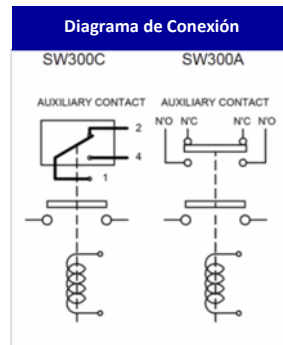 Diagrama de Conexión
SW300C SW300A
AUXILIARY CONTACT AUXILIARY CONTACT
N'O N'C N'C N'O
2
4
1